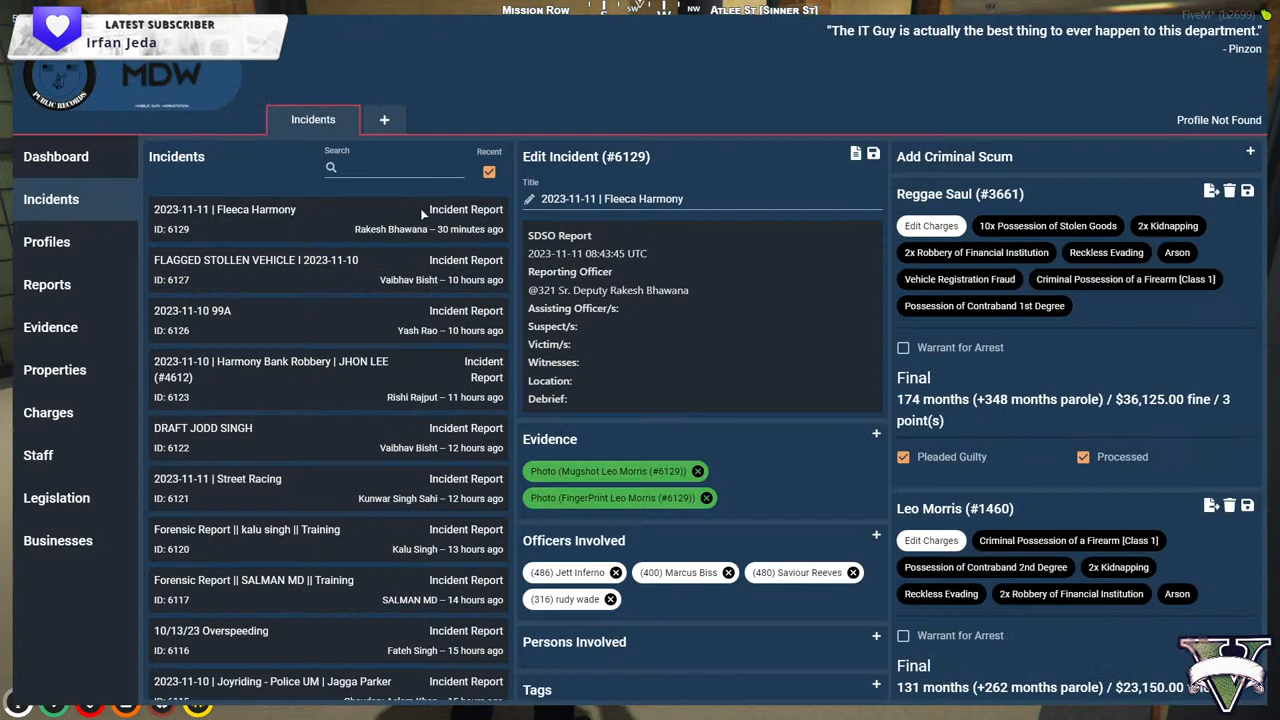 Mission Row
SW
W
NW
Atlee St [Sinner St]
FiveM® (b2699)
LATEST SUBSCRIBER
Irfan Jeda
"The IT Guy is actually the best thing to ever happen to this department."
- Pinzon
PUBLIC RECORDS
MDW
MOBILE DATA WORKSTATION
Incidents
+
Profile Not Found
Dashboard
Incidents
Profiles
Reports
Evidence
Properties
Charges
Staff
Legislation
Businesses
Incidents
Search
Recent
2023-11-11 | Fleeca Harmony
Incident Report
ID: 6129
Rakesh Bhawana – 30 minutes ago
FLAGGED STOLLEN VEHICLE I 2023-11-10
Incident Report
ID: 6127
Vaibhav Bisht – 10 hours ago
2023-11-10 99A
Incident Report
ID: 6126
Yash Rao – 10 hours ago
2023-11-10 | Harmony Bank Robbery | JHON LEE
(#4612)
Incident
Report
ID: 6123
Rishi Rajput – 11 hours ago
DRAFT JODD SINGH
Incident Report
ID: 6122
Vaibhav Bisht – 12 hours ago
2023-11-11 | Street Racing
Incident Report
ID: 6121
Kunwar Singh Sahi – 12 hours ago
Forensic Report || kalu singh || Training
Incident Report
ID: 6120
Kalu Singh – 13 hours ago
Forensic Report || SALMAN MD || Training
Incident Report
ID: 6117
SALMAN MD – 14 hours ago
10/13/23 Overspeeding
Incident Report
ID: 6116
Fateh Singh – 15 hours ago
2023-11-10 | Joyriding - Police UM | Jagga Parker
Incident Report
Edit Incident (#6129)
Title
2023-11-11 | Fleeca Harmony
SDSO Report
2023-11-11 08:43:45 UTC
Reporting Officer
@321 Sr. Deputy Rakesh Bhawana
Assisting Officer/s:
Suspect/s:
Victim/s:
Witnesses:
Location:
Debrief:
Evidence
+
Photo (Mugshot Leo Morris (#6129))
Photo (FingerPrint Leo Morris (#6129))
Officers Involved
+
(486) Jett Inferno
(400) Marcus Biss
(480) Saviour Reeves
(316) rudy wade
Persons Involved
+
Tags
+
Add Criminal Scum
+
Reggae Saul (#3661)
Edit Charges
10x Possession of Stolen Goods
2x Kidnapping
2x Robbery of Financial Institution
Reckless Evading
Arson
Vehicle Registration Fraud
Criminal Possession of a Firearm [Class 1]
Possession of Contraband 1st Degree
Warrant for Arrest
Final
174 months (+348 months parole) / $36,125.00 fine / 3
point(s)
Pleaded Guilty
Processed
Leo Morris (#1460)
Edit Charges
Criminal Possession of a Firearm [Class 1]
Possession of Contraband 2nd Degree
2x Kidnapping
Reckless Evading
2x Robbery of Financial Institution
Arson
Warrant for Arrest
Final
131 months (+262 months parole) / $23,150.00
V